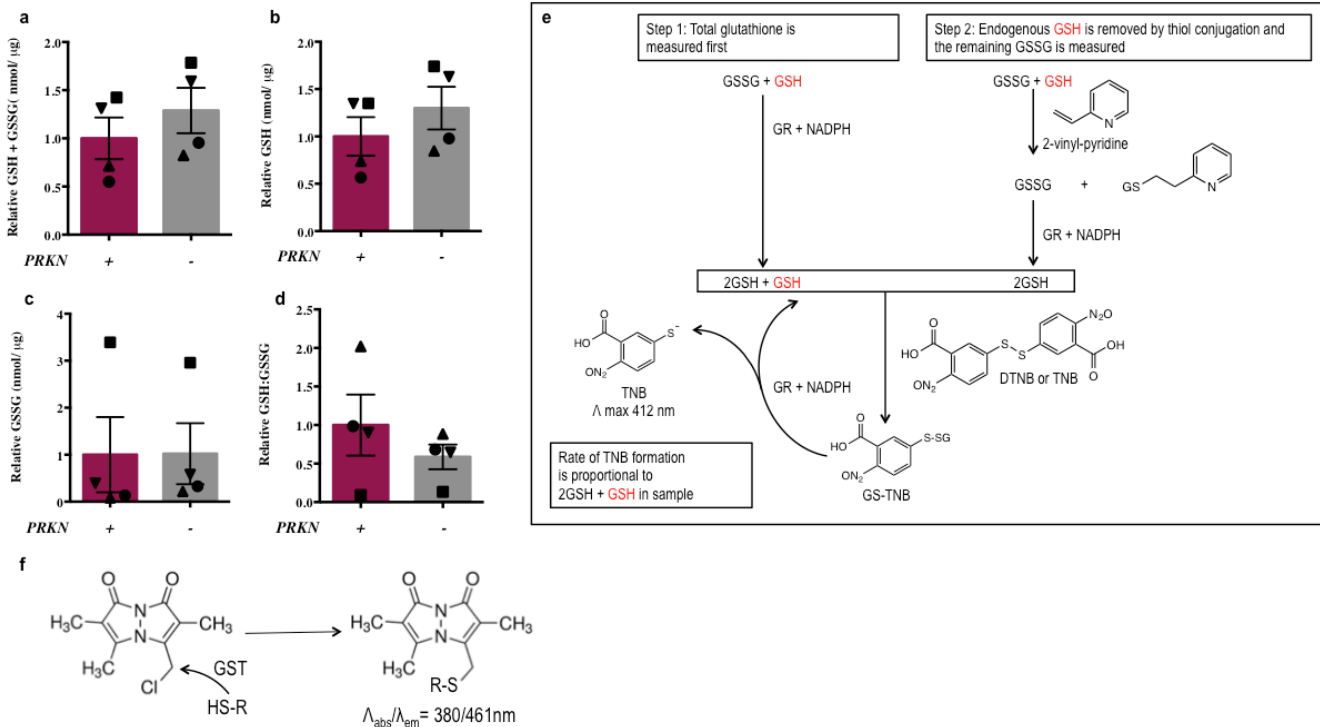 a
Relative GSH + GSSG( nmol/ µg)
2.0
1.5
1.0
0.5
0.0
PRKN + -
b
Relative GSH (nmol/ µg)
2.0
1.5
1.0
0.5
0.0
PRKN + -
c
Relative GSSG (nmol/ µg)
4
3
2
1
0
PRKN + -
d
Relative GSH:GSSG
2.5
2.0
1.5
1.0
0.5
0.0
PRKN + -
e
Step 1: Total glutathione is
measured first
Step 2: Endogenous GSH is removed by thiol conjugation and
the remaining GSSG is measured
GSSG + GSH
GSSG + GSH
GR + NADPH
N
2-vinyl-pyridine
GSSG +
GS
N
GR + NADPH
2GSH + GSH
2GSH
O
HO
S-
NO2
TNB
Λ max 412 nm
GR + NADPH
O
HO
NO2
S
S
N2O
OH
O
DTNB or TNB
O
HO
S-SG
NO2
GS-TNB
Rate of TNB formation
is proportional to
2GSH + GSH in sample
f
O O
H3C
N
N
CH3
H3C
Cl
GST
HS-R
O O
H3C
N
N
CH3
H3C
R-S
Λabs/λem= 380/461nm